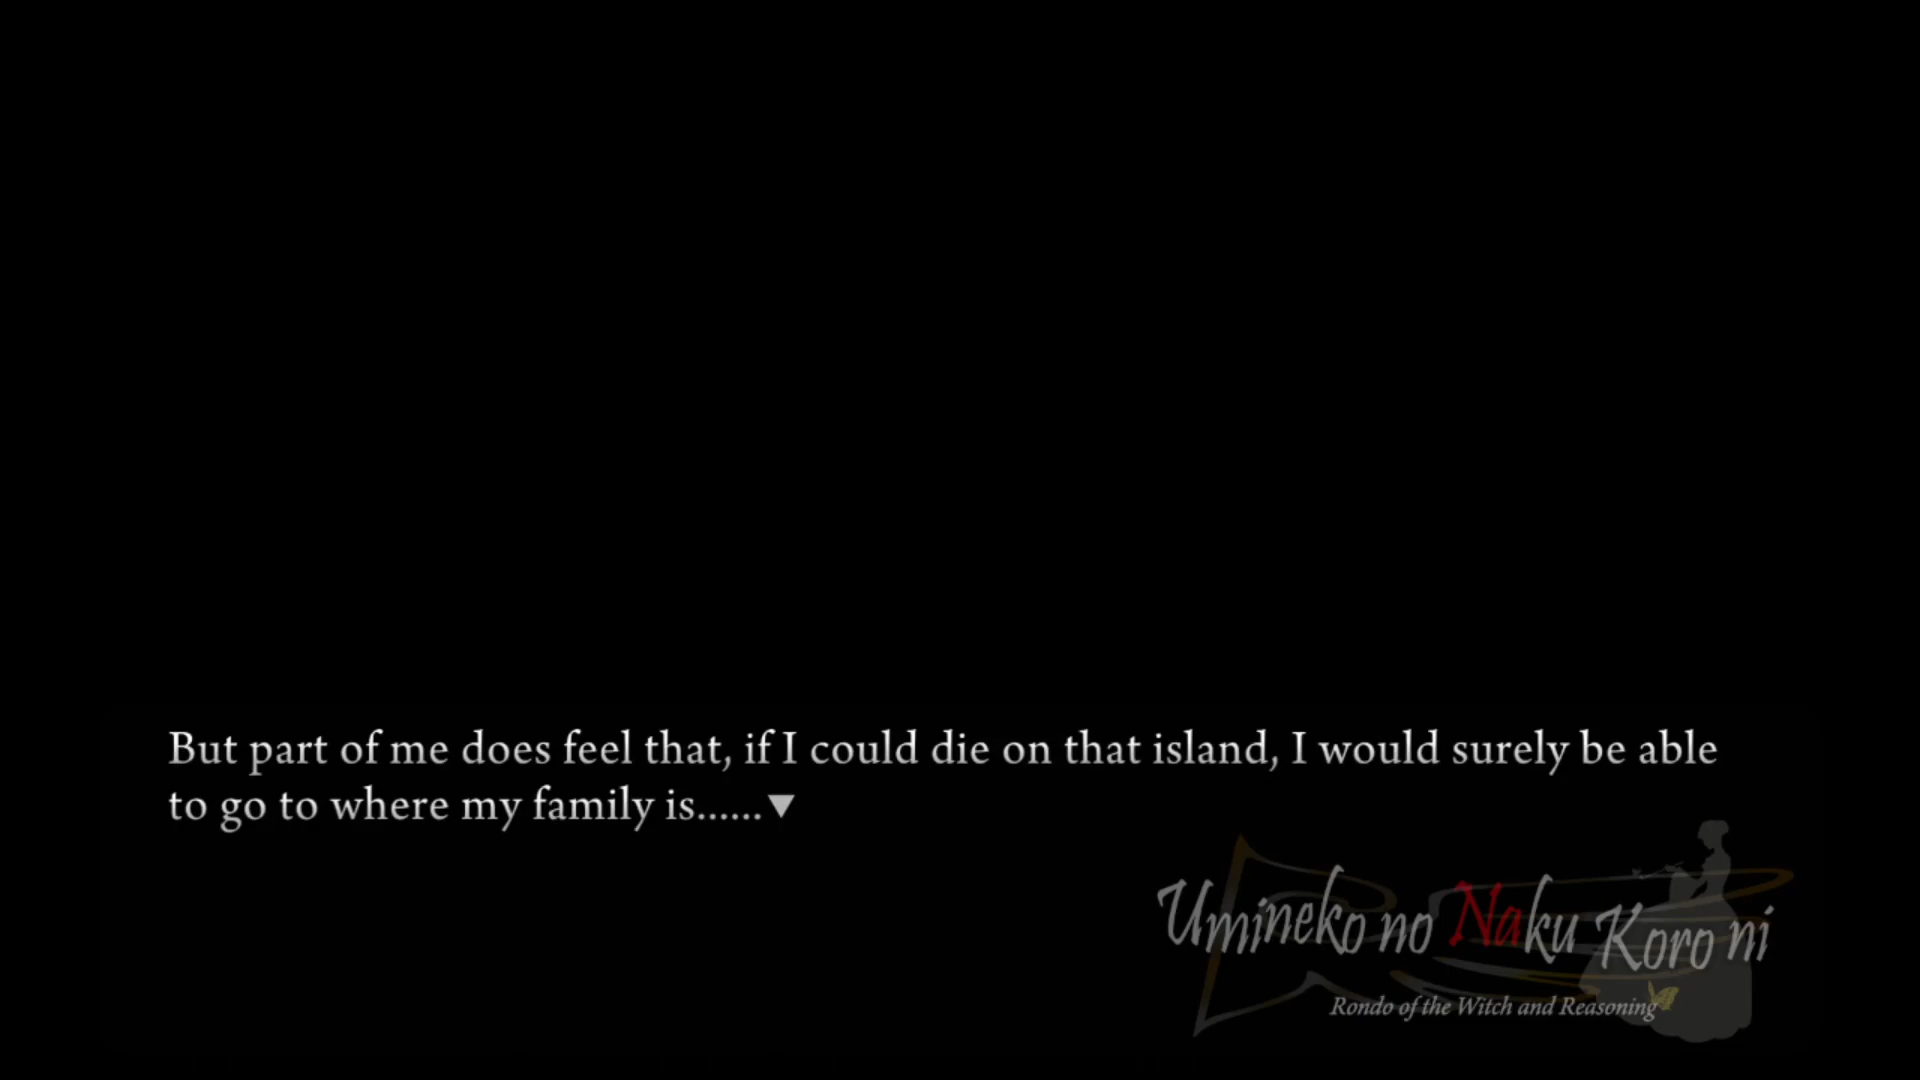 But part of me does feel that, if I could die on that island, I would surely be able
to go to where my family is......▼
Umineko no Naku Koro ni
Rondo of the Witch and Reasoning